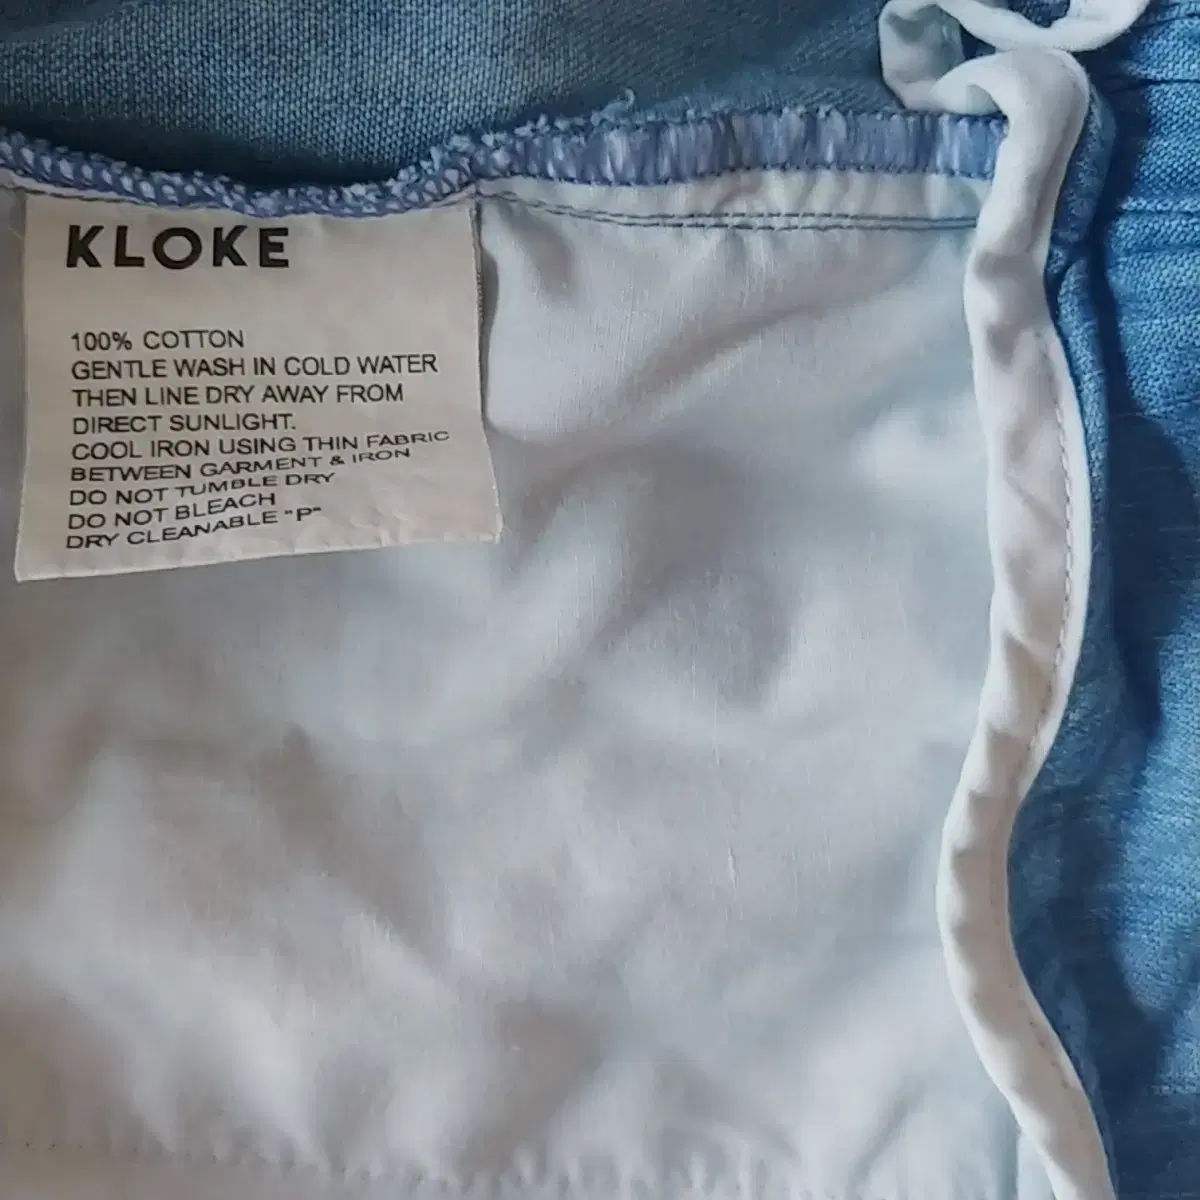 KLOKE
100% COTTON
GENTLE WASH IN COLD WATER
THEN LINE DRY AWAY FROM
DIRECT SUNLIGHT.
COOL IRON USING THIN FABRIC
BETWEEN GARMENT & IRON
DO NOT TUMBLE DRY
DO NOT BLEACH
DRY CLEANABLE "P"